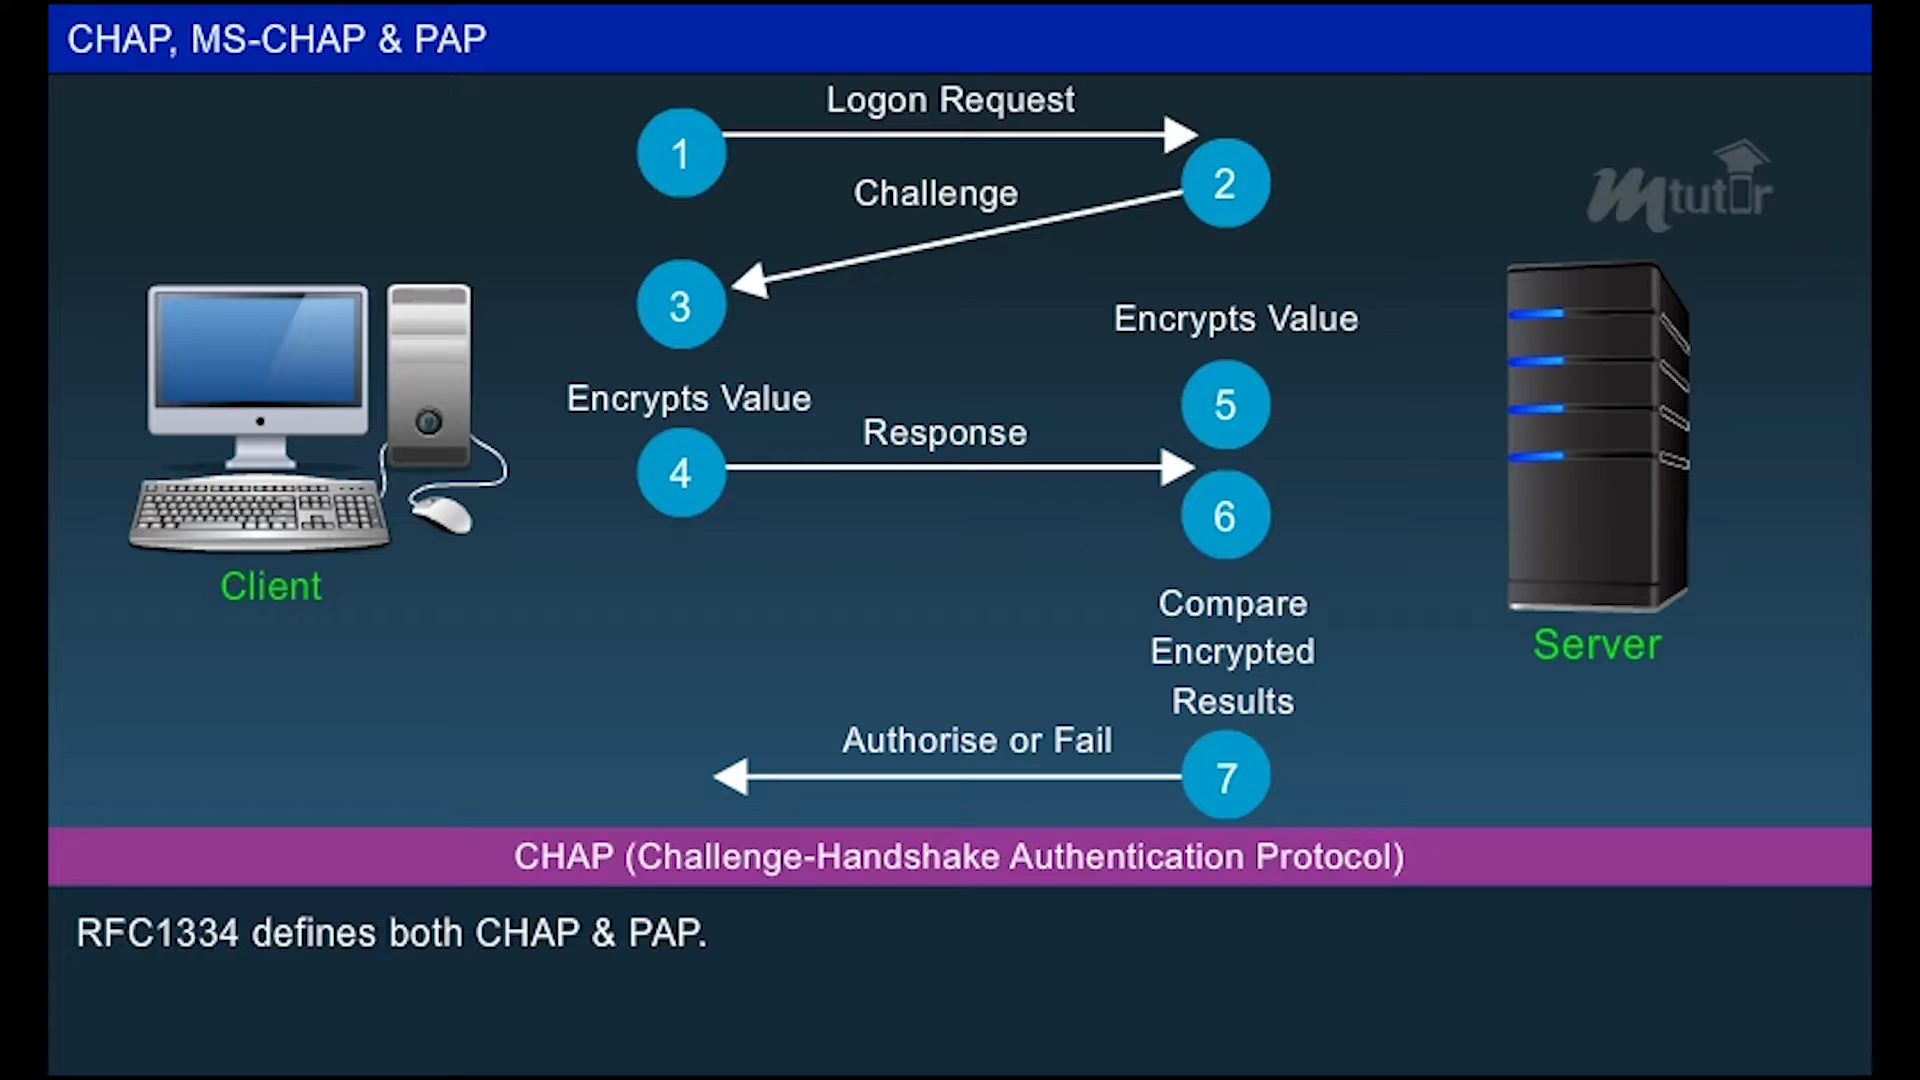 CHAP, MS-CHAP & PAP
Logon Request
1
2
Challenge
Mtutor
3
Encrypts Value
Encrypts Value
5
Response
4
6
Client
Compare
Encrypted
Results
Server
Authorise or Fail
7
CHAP (Challenge-Handshake Authentication Protocol)
RFC1334 defines both CHAP & PAP.